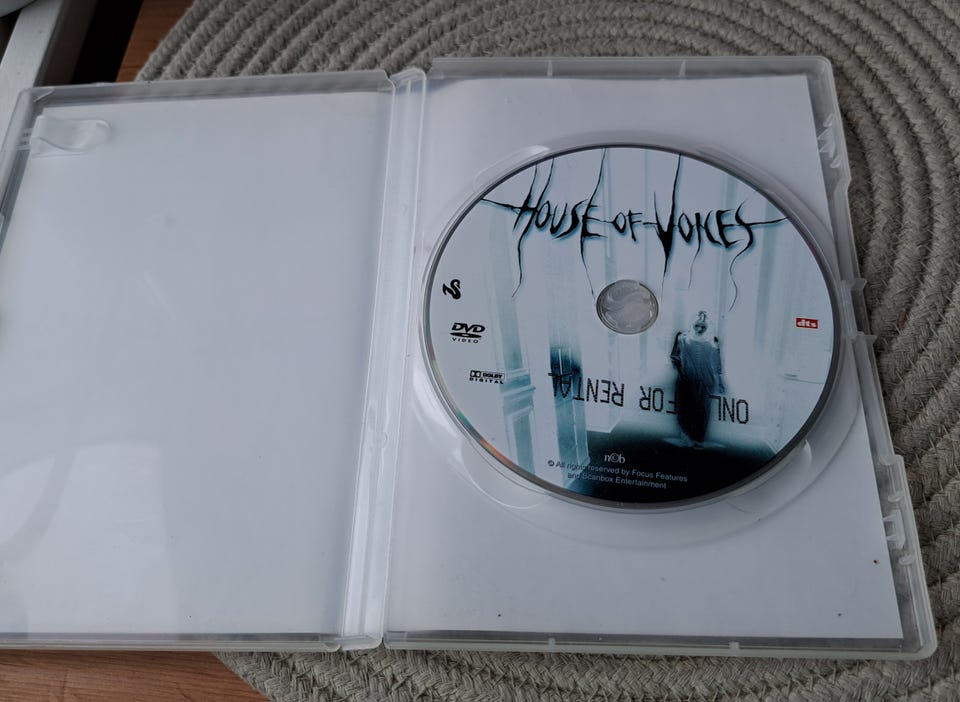 HOUSE OF VOICES
DVD
VIDEO
dts
DOLBY
DIGITAL
ONLY FOR RENTAL
ncb
© All rights reserved by Focus Features
and Scanbox Entertainment